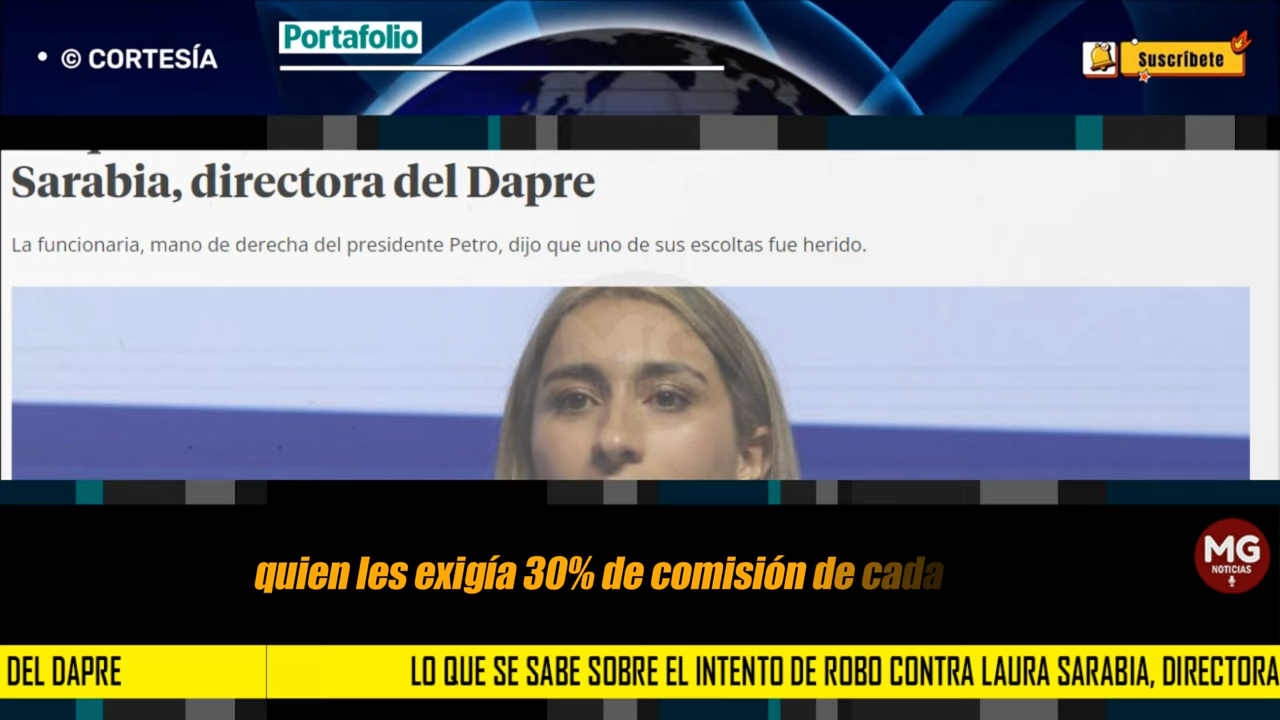 • © CORTESÍA
Portafolio
Suscríbete
Sarabia, directora del Dapre
La funcionaria, mano de derecha del presidente Petro, dijo que uno de sus escoltas fue herido.
quien les exigía 30% de comisión de cada
MG
NOTICIAS
DEL DAPRE
LO QUE SE SABE SOBRE EL INTENTO DE ROBO CONTRA LAURA SARABIA, DIRECTORA